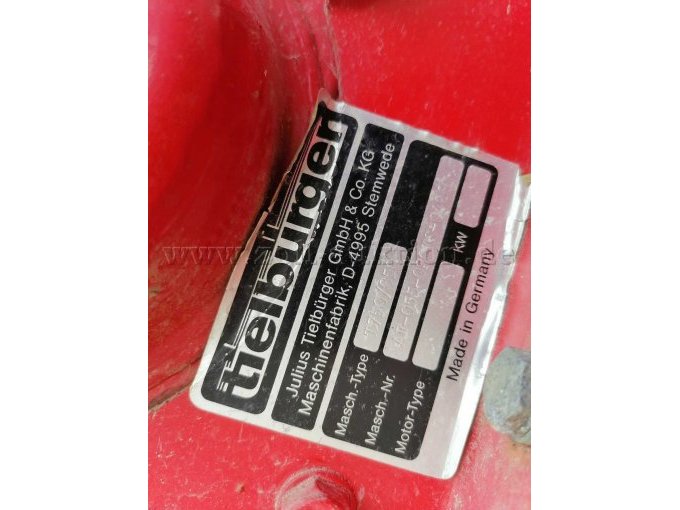 tielbürger
Julius Tielbürger GmbH & Co. KG
Maschinenfabrik, D-4995 Stemwede
Masch.-Type
Masch.-Nr.
Motor-Type
KW
Made in Germany